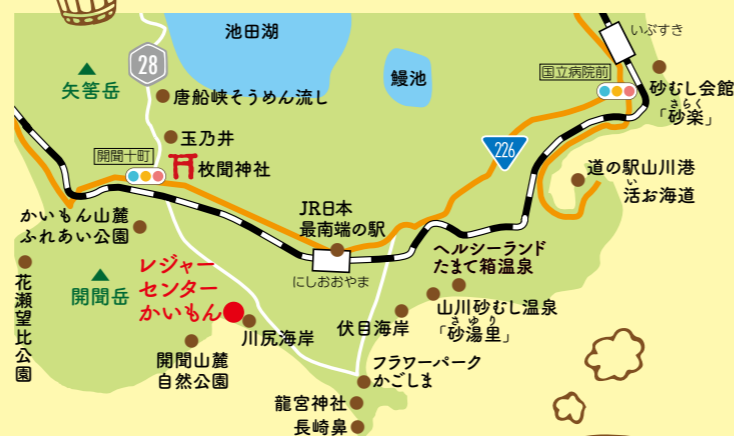 池田湖
いぶすき
28
鰻池
国立病院前
矢筈岳
唐船峡そうめん流し
砂むし会館
さらく
「砂楽」
玉乃井
開聞十町
枚聞神社
226
道の駅山川港
い
活お海道
JR日本
最南端の駅
かいもん山麓
ふれあい公園
ヘルシーランド
たまて箱温泉
レジャー
センター
かいもん
にしおおやま
開聞岳
花瀬望比公園
山川砂むし温泉
さゆり
「砂湯里」
伏目海岸
川尻海岸
開聞山麓
自然公園
フラワーパーク
かごしま
龍宮神社
長崎鼻